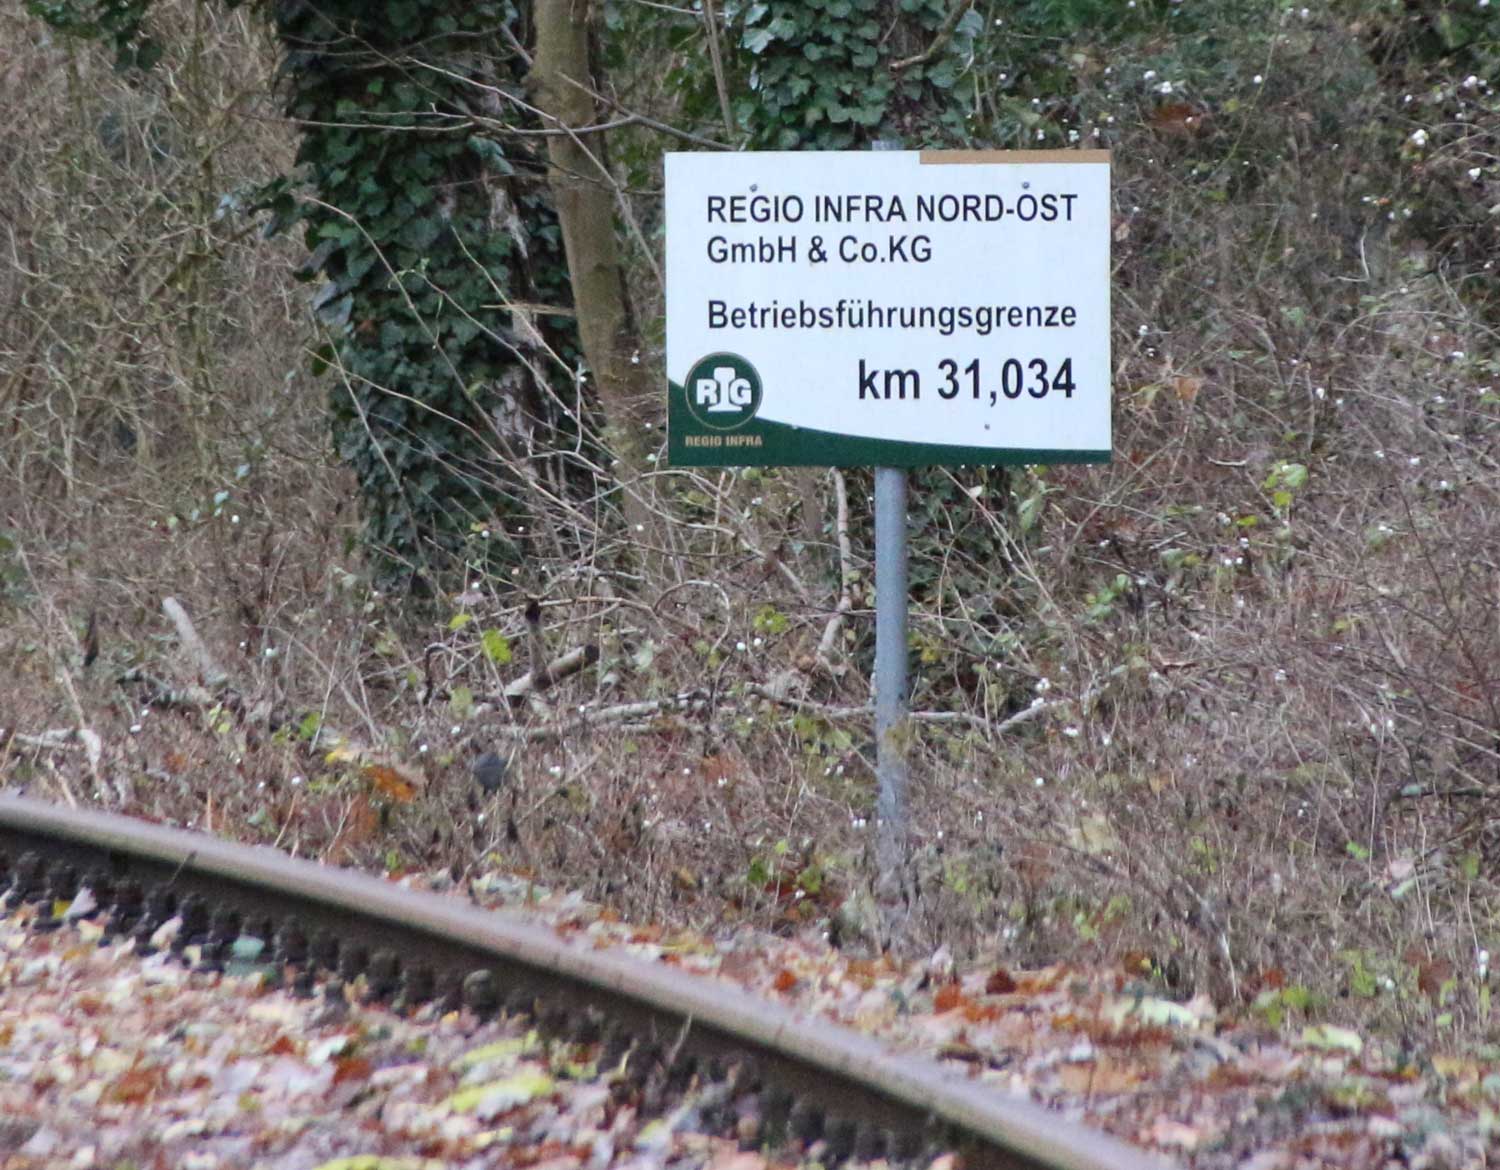 REGIO INFRA NORD-OST
GmbH & Co.KG
Betriebsführungsgrenze
km 31,034
RIG
REGIO INFRA